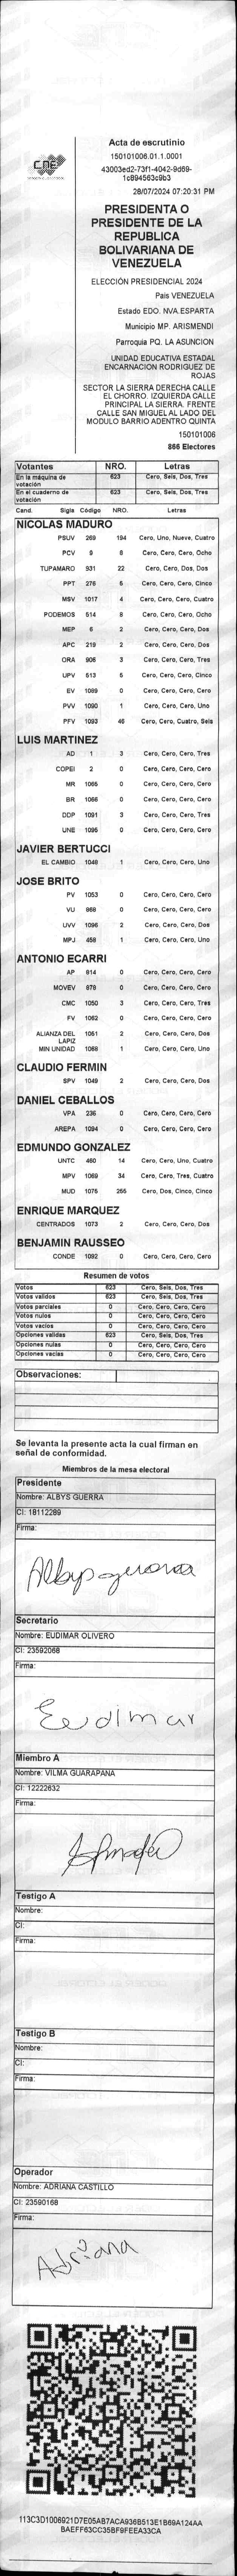 CNE
Acta de escrutinio
150101006.01.1.0001
43003ed2-73f1-4042-9d69-
1c894563c9b3
28/07/2024 07:20:31 PM
PRESIDENTA O
PRESIDENTE DE LA
REPUBLICA
BOLIVARIANA DE
VENEZUELA
ELECCIÓN PRESIDENCIAL 2024
Pais VENEZUELA
Estado EDO. NVA.ESPARTA
Municipio MP. ARISMENDI
Parroquia PQ. LA ASUNCION
UNIDAD EDUCATIVA ESTADAL
ENCARNACION RODRIGUEZ DE
ROJAS
SECTOR LA SIERRA DERECHA CALLE
EL CHORRO. IZQUIERDA CALLE
PRINCIPAL LA SIERRA. FRENTE
CALLE SAN MIGUEL AL LADO DEL
MODULO BARRIO ADENTRO QUINTA
150101006
866 Electores
Votantes NRO. Letras
En la máquina de votación 623 Cero, Seis, Dos, Tres
En el cuaderno de votación 623 Cero, Seis, Dos, Tres
Cand. Sigla Código NRO. Letras
NICOLAS MADURO
PSUV 269 194 Cero, Uno, Nueve, Cuatro
PCV 9 8 Cero, Cero, Cero, Ocho
TUPAMARO 931 22 Cero, Cero, Dos, Dos
PPT 276 5 Cero, Cero, Cero, Cinco
MSV 1017 4 Cero, Cero, Cero, Cuatro
PODEMOS 514 8 Cero, Cero, Cero, Ocho
MEP 6 2 Cero, Cero, Cero, Dos
APC 219 2 Cero, Cero, Cero, Dos
ORA 906 3 Cero, Cero, Cero, Tres
UPV 513 5 Cero, Cero, Cero, Cinco
EV 1089 0 Cero, Cero, Cero, Cero
PVV 1090 1 Cero, Cero, Cero, Uno
PFV 1093 46 Cero, Cero, Cuatro, Seis
LUIS MARTINEZ
AD 1 3 Cero, Cero, Cero, Tres
COPEI 2 0 Cero, Cero, Cero, Cero
MR 1065 0 Cero, Cero, Cero, Cero
BR 1066 0 Cero, Cero, Cero, Cero
DDP 1091 3 Cero, Cero, Cero, Tres
UNE 1095 0 Cero, Cero, Cero, Cero
JAVIER BERTUCCI
EL CAMBIO 1048 1 Cero, Cero, Cero, Uno
JOSE BRITO
PV 1053 0 Cero, Cero, Cero, Cero
VU 868 0 Cero, Cero, Cero, Cero
UVV 1096 2 Cero, Cero, Cero, Dos
MPJ 458 1 Cero, Cero, Cero, Uno
ANTONIO ECARRI
AP 914 0 Cero, Cero, Cero, Cero
MOVEV 878 0 Cero, Cero, Cero, Cero
CMC 1050 3 Cero, Cero, Cero, Tres
FV 1062 0 Cero, Cero, Cero, Cero
ALIANZA DEL LAPIZ 1051 2 Cero, Cero, Cero, Dos
MIN UNIDAD 1068 1 Cero, Cero, Cero, Uno
CLAUDIO FERMIN
SPV 1049 2 Cero, Cero, Cero, Dos
DANIEL CEBALLOS
VPA 236 0 Cero, Cero, Cero, Cero
AREPA 1094 0 Cero, Cero, Cero, Cero
EDMUNDO GONZALEZ
UNTC 460 14 Cero, Cero, Uno, Cuatro
MPV 1069 34 Cero, Cero, Tres, Cuatro
MUD 1075 255 Cero, Dos, Cinco, Cinco
ENRIQUE MARQUEZ
CENTRADOS 1073 2 Cero, Cero, Cero, Dos
BENJAMIN RAUSSEO
CONDE 1092 0 Cero, Cero, Cero, Cero
Resumen de votos
Votos 623 Cero, Seis, Dos, Tres
Votos validos 623 Cero, Seis, Dos, Tres
Votos parciales 0 Cero, Cero, Cero, Cero
Votos nulos 0 Cero, Cero, Cero, Cero
Votos vacios 0 Cero, Cero, Cero, Cero
Opciones validas 623 Cero, Seis, Dos, Tres
Opciones nulas 0 Cero, Cero, Cero, Cero
Opciones vacias 0 Cero, Cero, Cero, Cero
Observaciones:
Se levanta la presente acta la cual firman en
señal de conformidad.
Miembros de la mesa electoral
Presidente
Nombre: ALBYS GUERRA
CI: 18112289
Firma:
Albys guerra
Secretario
Nombre: EUDIMAR OLIVERO
CI: 23592068
Firma:
Eudimar
Miembro A
Nombre: VILMA GUARAPANA
CI: 12222632
Firma:
Testigo A
Nombre:
CI:
Firma:
Testigo B
Nombre:
CI:
Firma:
Operador
Nombre: ADRIANA CASTILLO
CI: 23590168
Firma:
Adriana
113C3D1006921D7E05AB7ACA936B513E1B69A124AA
BAEFF63CC35BF9FEEA33CA